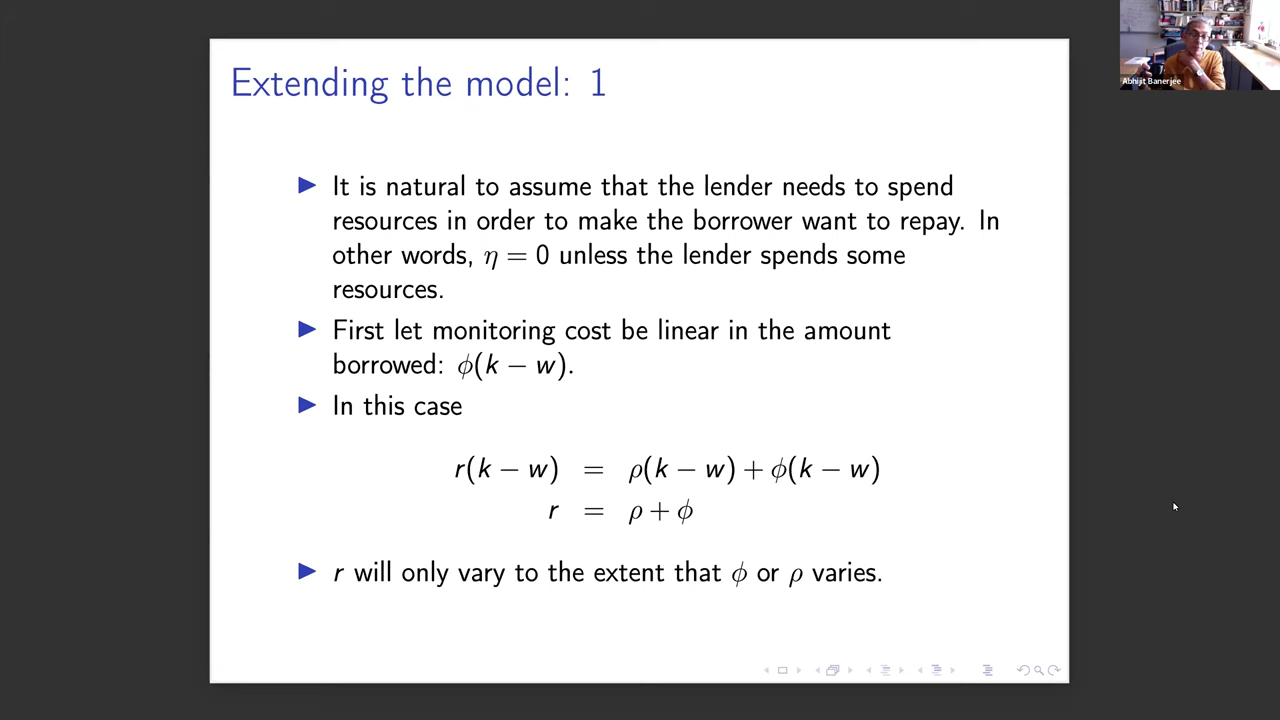 Extending the model: 1
▶ It is natural to assume that the lender needs to spend
resources in order to make the borrower want to repay. In
other words, η = 0 unless the lender spends some
resources.
▶ First let monitoring cost be linear in the amount
borrowed: ϕ(k − w).
▶ In this case
r(k − w) = ρ(k − w) + ϕ(k − w)
r = ρ + ϕ
▶ r will only vary to the extent that ϕ or ρ varies.
Abhijit Banerjee